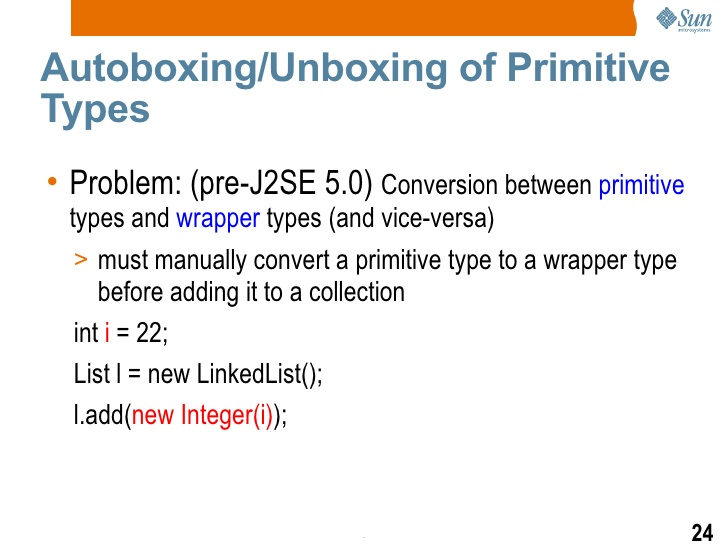 Sun
microsystems
Autoboxing/Unboxing of Primitive
Types
• Problem: (pre-J2SE 5.0) Conversion between primitive
types and wrapper types (and vice-versa)
> must manually convert a primitive type to a wrapper type
before adding it to a collection
int i = 22;
List l = new LinkedList();
l.add(new Integer(i));
24